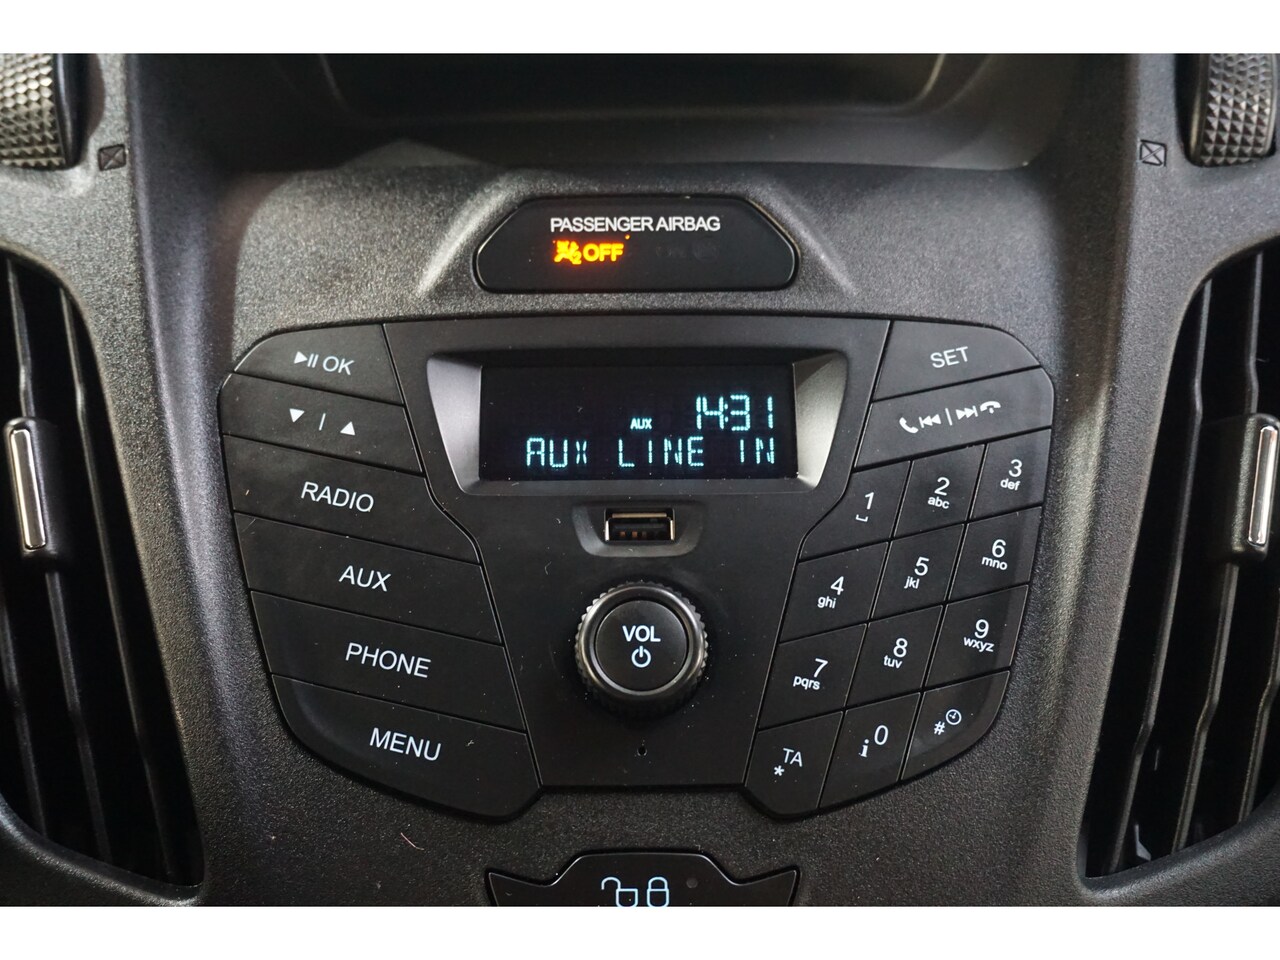 PASSENGER AIRBAG
2 OFF
OK
SET
14:31
AUX
AUX LINE IN
RADIO
AUX
PHONE
MENU
VOL
1
2 abc
3 def
4 ghi
5 jkl
6 mno
7 pqrs
8 tuv
9 wxyz
* TA
i 0
#